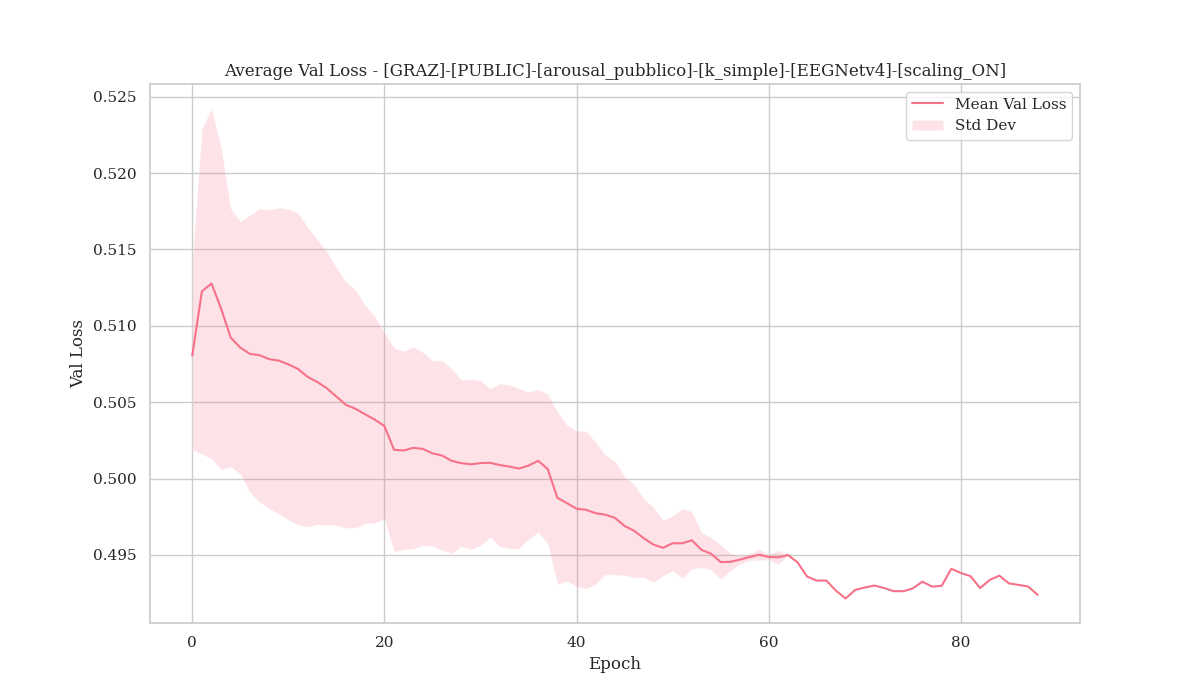 Average Val Loss - [GRAZ]-[PUBLIC]-[arousal_pubblico]-[k_simple]-[EEGNetv4]-[scaling_ON]
Mean Val Loss
Std Dev
0.525
0.520
0.515
0.510
0.505
0.500
0.495
Val Loss
0 20 40 60 80
Epoch